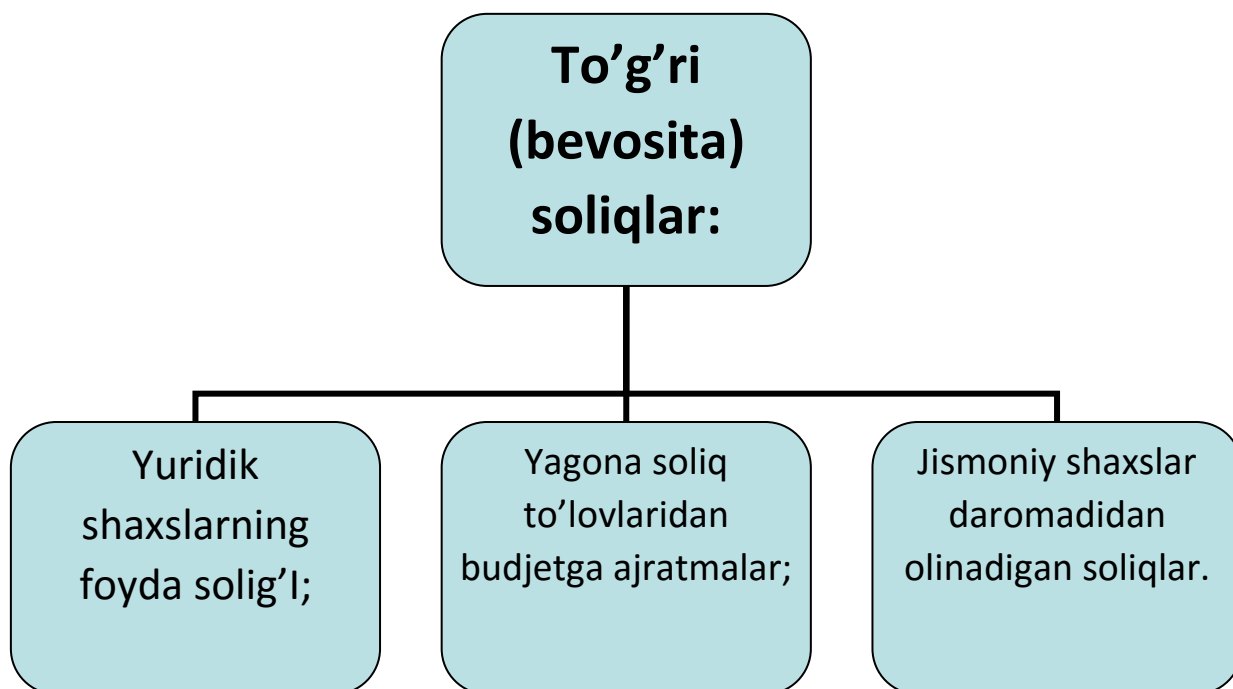 To’g’ri
(bevosita)
soliqlar:
Yuridik
shaxslarning
foyda solig’I;
Yagona soliq
to’lovlaridan
budjetga ajratmalar;
Jismoniy shaxslar
daromadidan
olinadigan soliqlar.